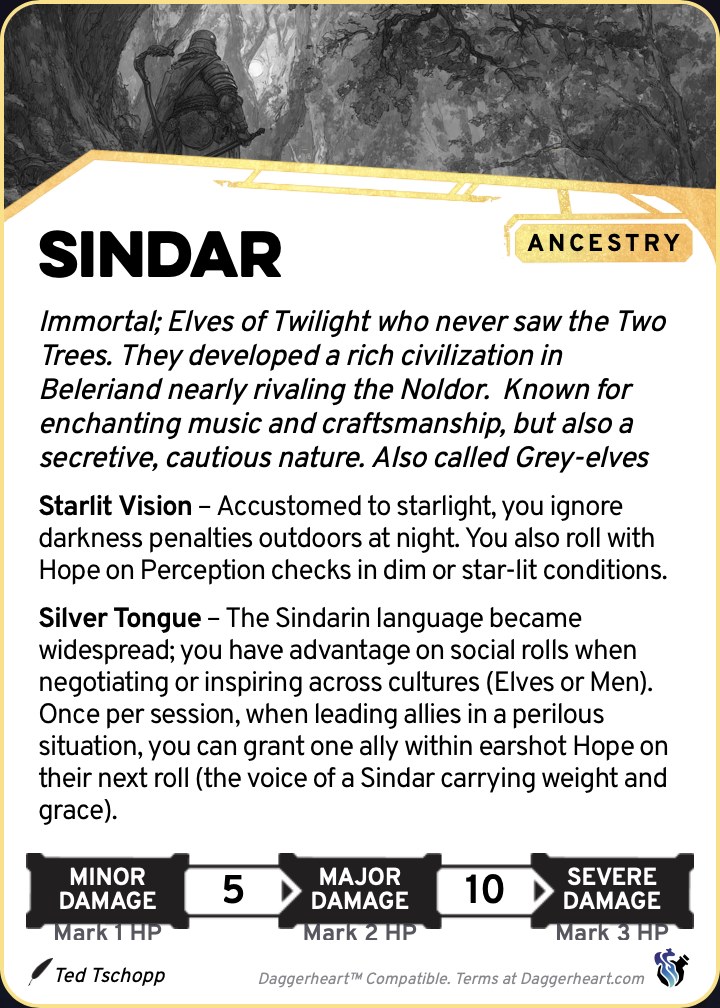 SINDAR
ANCESTRY
Immortal; Elves of Twilight who never saw the Two
Trees. They developed a rich civilization in
Beleriand nearly rivaling the Noldor.  Known for
enchanting music and craftsmanship, but also a
secretive, cautious nature. Also called Grey-elves
Starlit Vision – Accustomed to starlight, you ignore
darkness penalties outdoors at night. You also roll with
Hope on Perception checks in dim or star-lit conditions.
Silver Tongue – The Sindarin language became
widespread; you have advantage on social rolls when
negotiating or inspiring across cultures (Elves or Men).
Once per session, when leading allies in a perilous
situation, you can grant one ally within earshot Hope on
their next roll (the voice of a Sindar carrying weight and
grace).
MINOR
DAMAGE
5
MAJOR
DAMAGE
10
SEVERE
DAMAGE
Mark 1 HP
Mark 2 HP
Mark 3 HP
Ted Tschopp
Daggerheart™ Compatible. Terms at Daggerheart.com